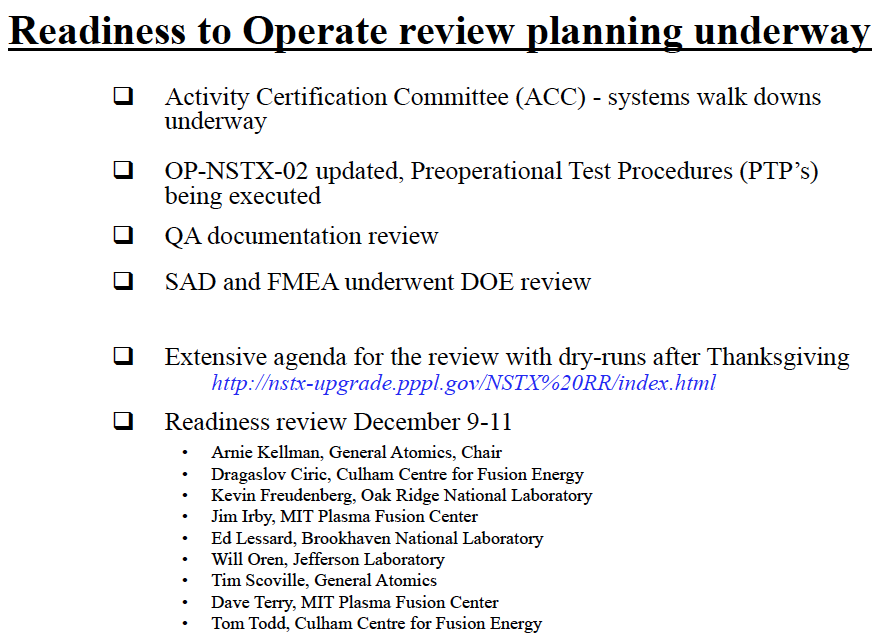 Readiness to Operate review planning underway
Activity Certification Committee (ACC) - systems walk downs
underway
OP-NSTX-02 updated, Preoperational Test Procedures (PTP’s)
being executed
QA documentation review
SAD and FMEA underwent DOE review
Extensive agenda for the review with dry-runs after Thanksgiving
http://nstx-upgrade.pppl.gov/NSTX%20RR/index.html
Readiness review December 9-11
• Arnie Kellman, General Atomics, Chair
• Dragaslov Ciric, Culham Centre for Fusion Energy
• Kevin Freudenberg, Oak Ridge National Laboratory
• Jim Irby, MIT Plasma Fusion Center
• Ed Lessard, Brookhaven National Laboratory
• Will Oren, Jefferson Laboratory
• Tim Scoville, General Atomics
• Dave Terry, MIT Plasma Fusion Center
• Tom Todd, Culham Centre for Fusion Energy